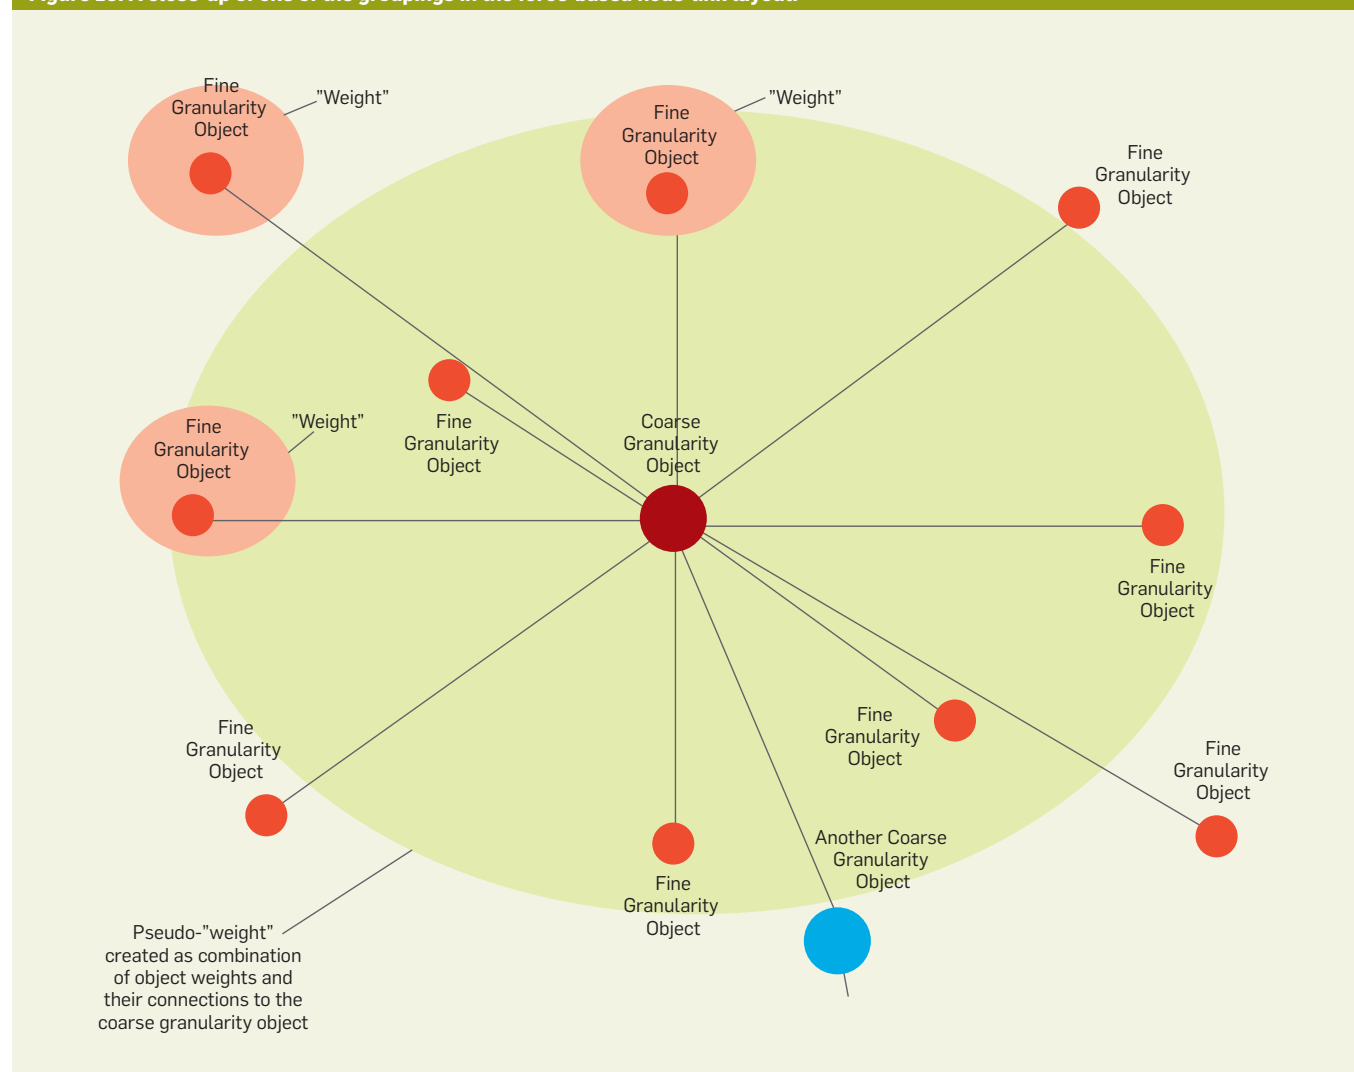 Fine
Granularity
Object
"Weight"
Fine
Granularity
Object
"Weight"
Fine
Granularity
Object
Fine
Granularity
Object
"Weight"
Fine
Granularity
Object
Coarse
Granularity
Object
Fine
Granularity
Object
Fine
Granularity
Object
Fine
Granularity
Object
Fine
Granularity
Object
Another Coarse
Granularity
Object
Fine
Granularity
Object
Pseudo-"weight"
created as combination
of object weights and
their connections to the
coarse granularity object